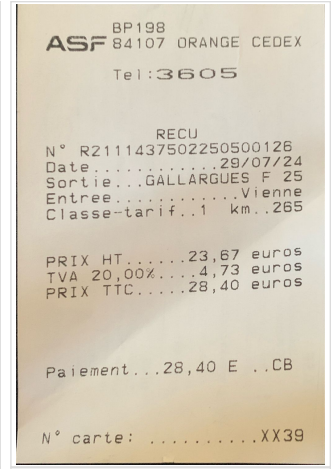 BP198
ASF 84107 ORANGE CEDEX
Tel:3605
RECU
N° R2111437502250500126
Date.............29/07/24
Sortie...GALLARGUES F 25
Entree............Vienne
Classe-tarif..1 km..265
PRIX HT......23,67 euros
TVA 20,00%....4,73 euros
PRIX TTC.....28,40 euros
Paiement...28,40 E ..CB
N° carte: ..........XX39